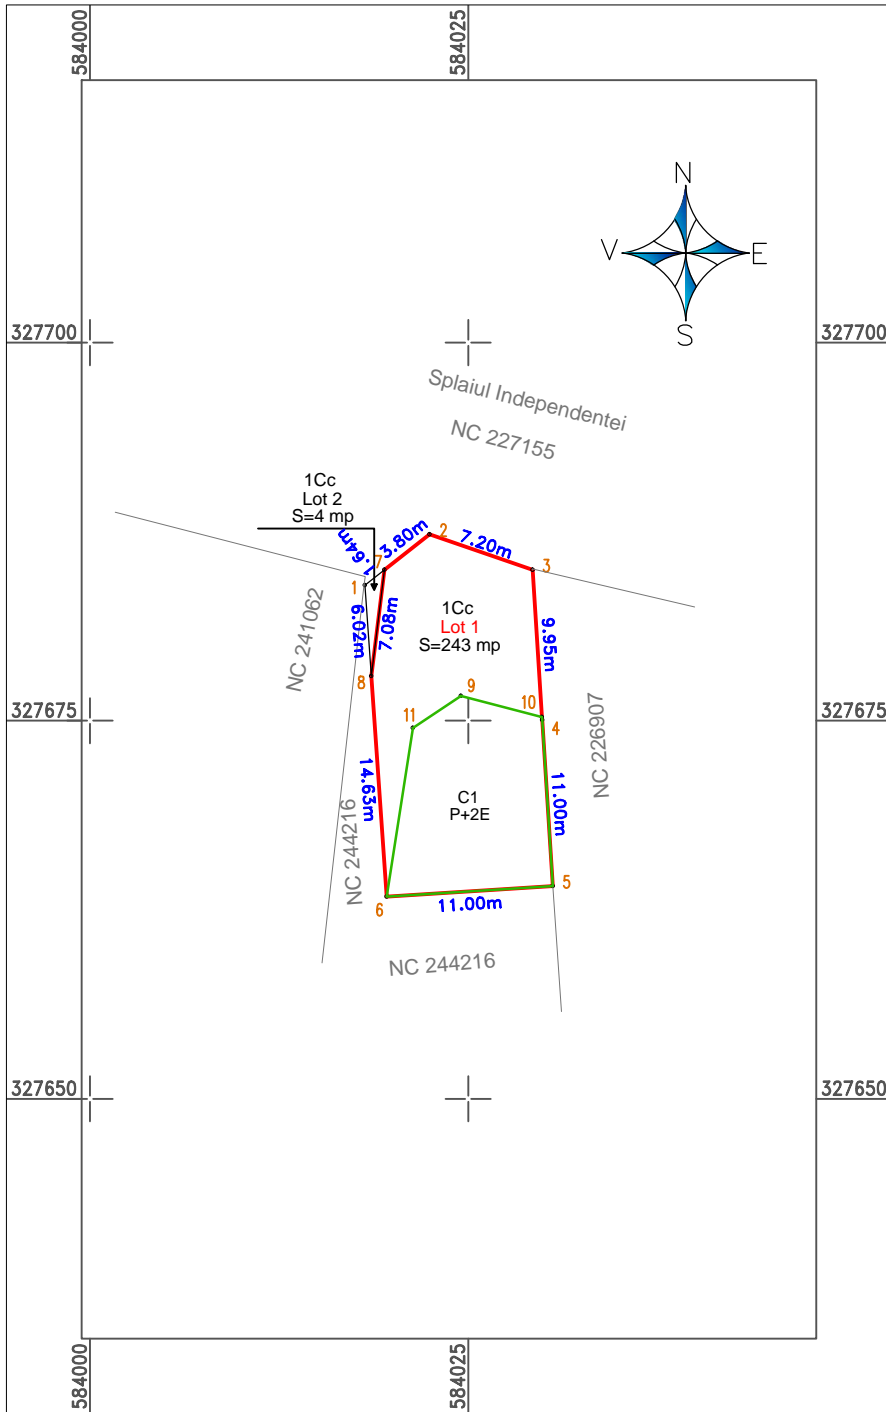 584000
584025
N
V
E
S
327700
327700
Splaiul Independentei
NC 227155
1Cc
Lot 2
S=4 mp
1.64m
3.80m
2
7.20m
7
3
1
6.02m
7.08m
1Cc
Lot 1
S=243 mp
9.95m
NC 241062
8
9
10
11
4
327675
327675
NC 226907
14.63m
C1
P+2E
11.00m
NC 244216
5
6
11.00m
NC 244216
327650
327650
584000
584025